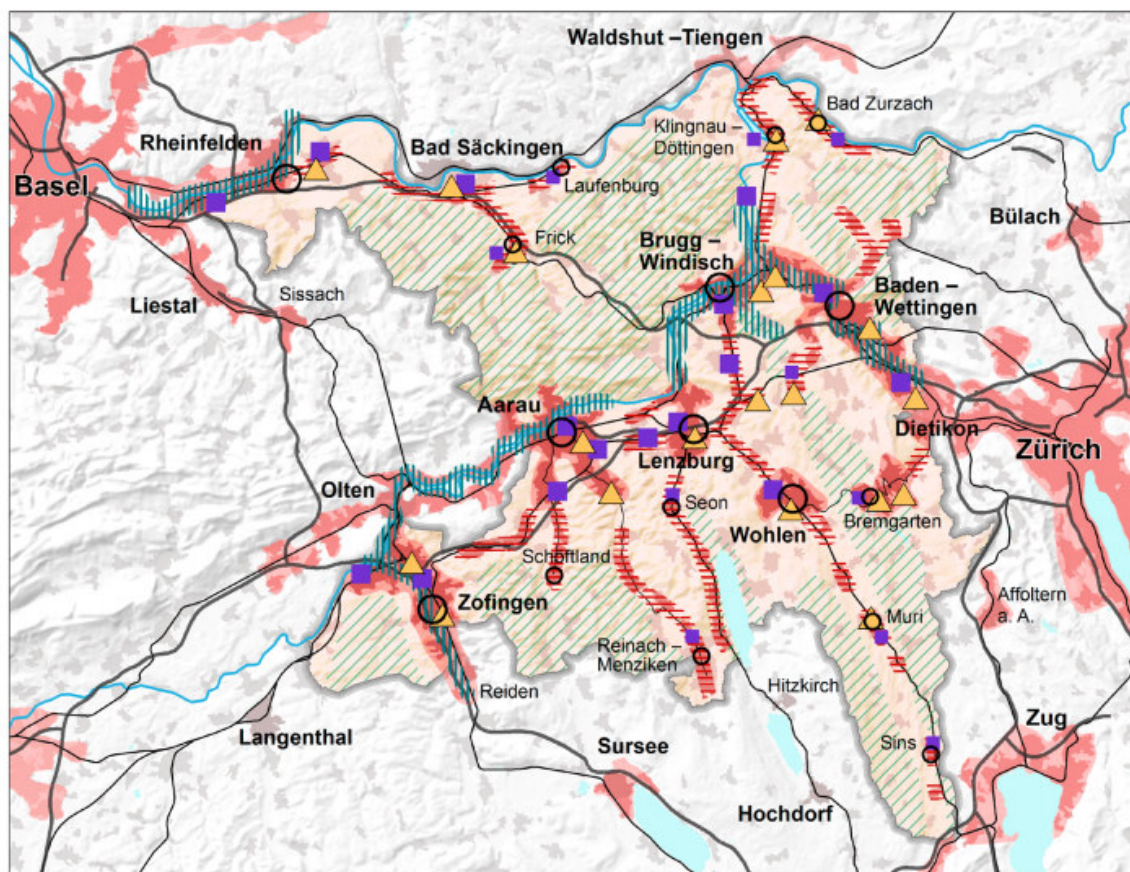 Waldshut –Tiengen
Bad Zurzach
Rheinfelden
Klingnau –
Döttingen
Bad Säckingen
Basel
Laufenburg
Bülach
Frick
Brugg –
Windisch
Baden –
Wettingen
Liestal
Sissach
Aarau
Dietikon
Zürich
Lenzburg
Olten
Seon
Wohlen
Bremgarten
Schöftland
Zofingen
Affoltern
a. A.
Muri
Reinach –
Menziken
Reiden
Hitzkirch
Langenthal
Zug
Sursee
Sins
Hochdorf